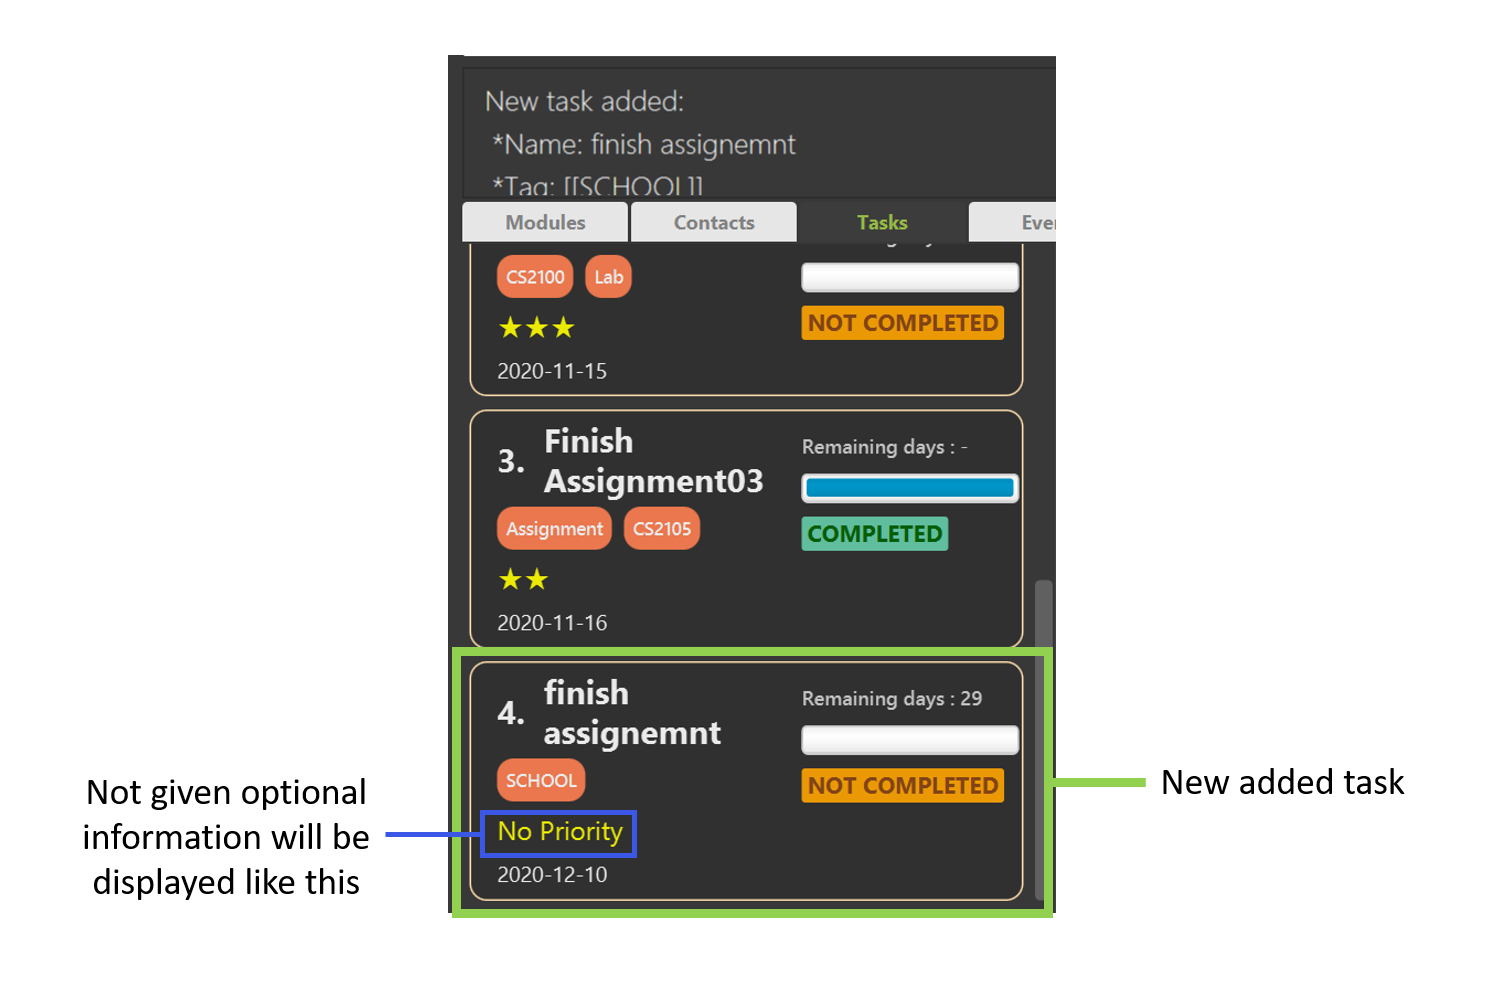 New task added:
*Name: finish assignemnt
*Tag: [[SCHOOL]]
Modules Contacts Tasks
CS2100 Lab
★★★
NOT COMPLETED
2020-11-15
3. Finish
Assignment03
Remaining days : -
Assignment CS2105
COMPLETED
★★
2020-11-16
4. finish
assignemnt
Remaining days : 29
SCHOOL
NOT COMPLETED
No Priority
2020-12-10
Not given optional
information will be
displayed like this
New added task